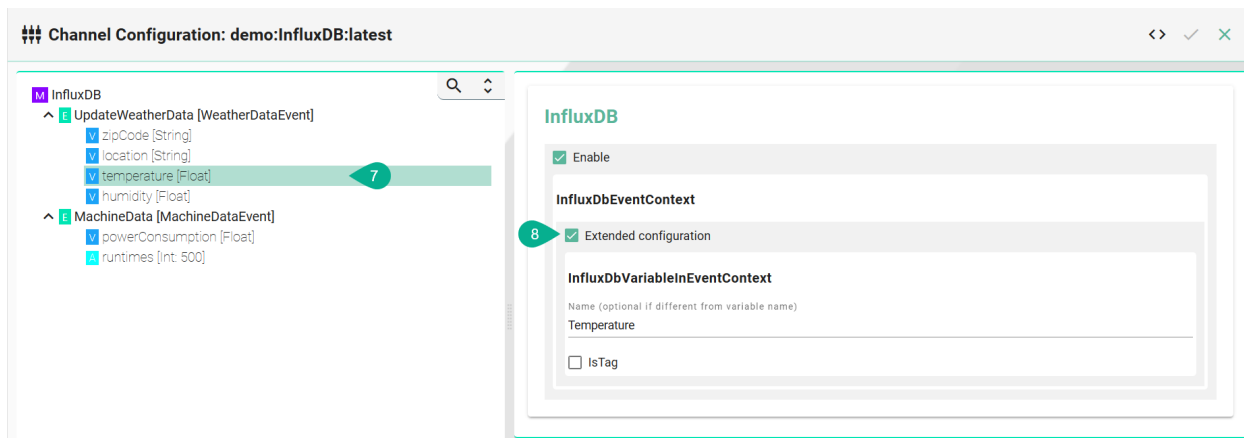 Channel Configuration: demo:InfluxDB:latest
M InfluxDB
E UpdateWeatherData [WeatherDataEvent]
V zipCode [String]
V location [String]
V temperature [Float]
7
V humidity [Float]
E MachineData [MachineDataEvent]
V powerConsumption [Float]
A runtimes [Int: 500]
InfluxDB
Enable
InfluxDbEventContext
8
Extended configuration
InfluxDbVariableInEventContext
Name (optional if different from variable name)
Temperature
IsTag